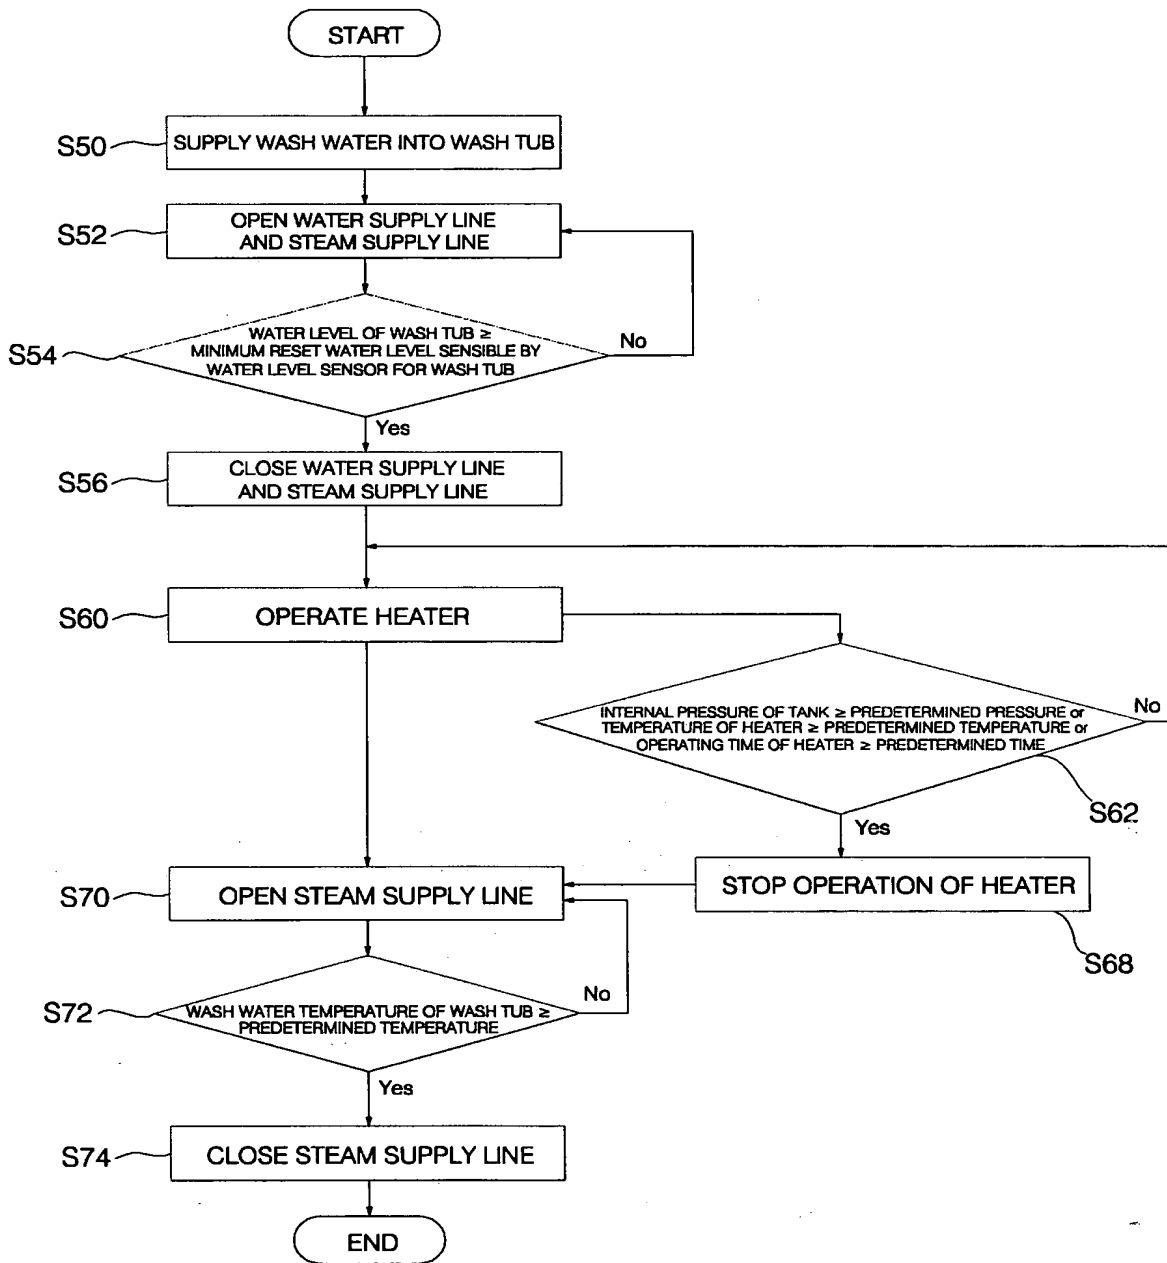 START
S50
SUPPLY WASH WATER INTO WASH TUB
S52
OPEN WATER SUPPLY LINE
AND STEAM SUPPLY LINE
S54
WATER LEVEL OF WASH TUB ≥
MINIMUM RESET WATER LEVEL SENSIBLE BY
WATER LEVEL SENSOR FOR WASH TUB
No
Yes
S56
CLOSE WATER SUPPLY LINE
AND STEAM SUPPLY LINE
S60
OPERATE HEATER
INTERNAL PRESSURE OF TANK ≥ PREDETERMINED PRESSURE or
TEMPERATURE OF HEATER ≥ PREDETERMINED TEMPERATURE or
OPERATING TIME OF HEATER ≥ PREDETERMINED TIME
No
S62
Yes
S70
OPEN STEAM SUPPLY LINE
STOP OPERATION OF HEATER
S68
S72
WASH WATER TEMPERATURE OF WASH TUB ≥
PREDETERMINED TEMPERATURE
No
Yes
S74
CLOSE STEAM SUPPLY LINE
END